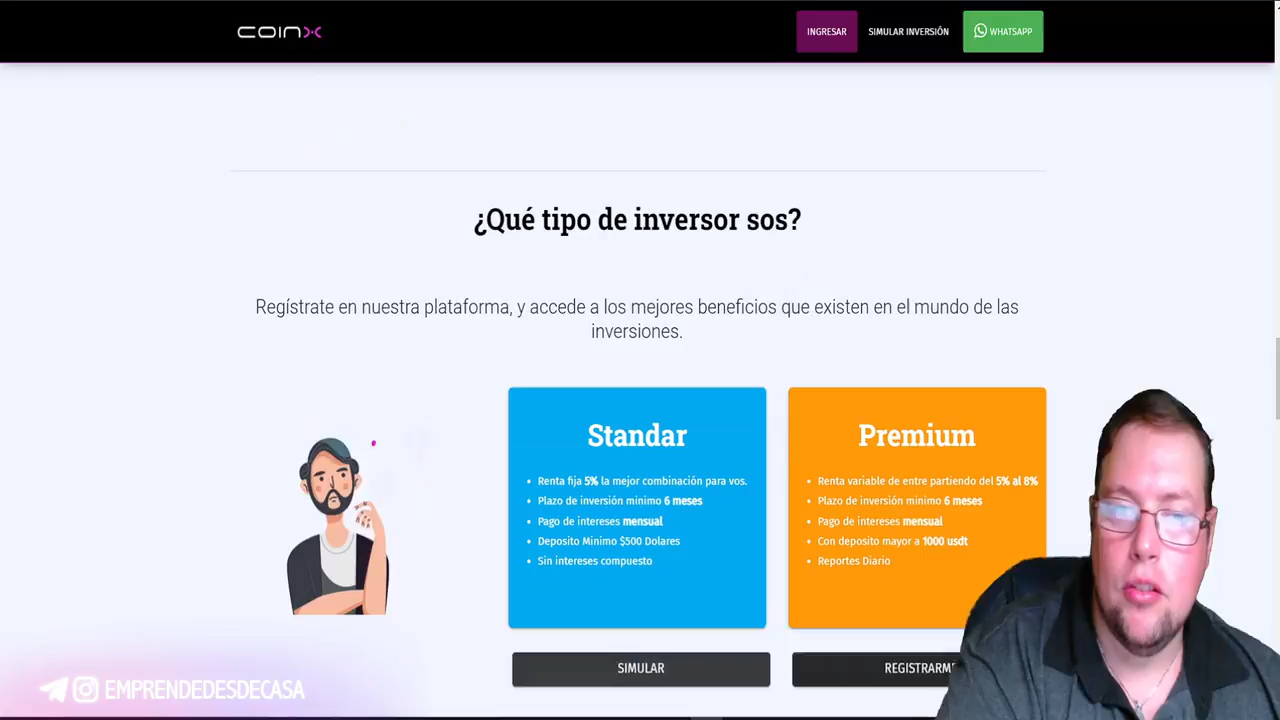 COINX
INGRESAR
SIMULAR INVERSIÓN
WHATSAPP
¿Qué tipo de inversor sos?
Regístrate en nuestra plataforma, y accede a los mejores beneficios que existen en el mundo de las
inversiones.
Standar
• Renta fija 5% la mejor combinación para vos.
• Plazo de inversión mínimo 6 meses
• Pago de intereses mensual
• Deposito Minimo $500 Dolares
• Sin intereses compuesto
SIMULAR
Premium
• Renta variable de entre partiendo del 5% al 8%
• Plazo de inversión mínimo 6 meses
• Pago de intereses mensual
• Con deposito mayor a 1000 usdt
• Reportes Diario
REGISTRARM
EMPRENDEDESDECASA